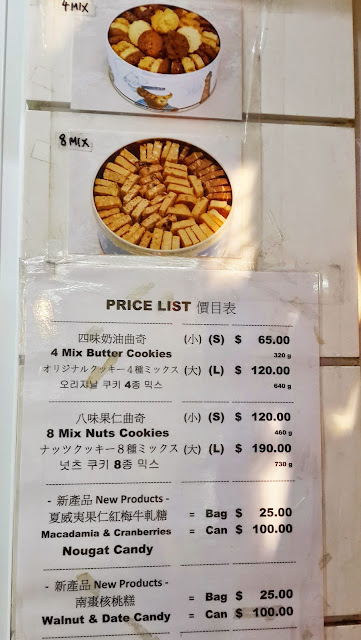 4 MIX
8 MIX
PRICE LIST 價目表
四味奶油曲奇 (小) (S) $ 65.00
4 Mix Butter Cookies 320 g
オリジナルクッキー４種ミックス (大) (L) $ 120.00
오리지날 쿠키 4종 믹스 640 g
八味果仁曲奇 (小) (S) $ 120.00
8 Mix Nuts Cookies 460 g
ナッツクッキー８種ミックス (大) (L) $ 190.00
넛츠 쿠키 8종 믹스 730 g
- 新產品 New Products -
夏威夷果仁紅梅牛軋糖 = Bag $ 25.00
Macadamia & Cranberries = Can $ 100.00
Nougat Candy
- 新產品 New Products -
南棗核桃糕 = Bag $ 25.00
Walnut & Date Candy = Can $ 100.00